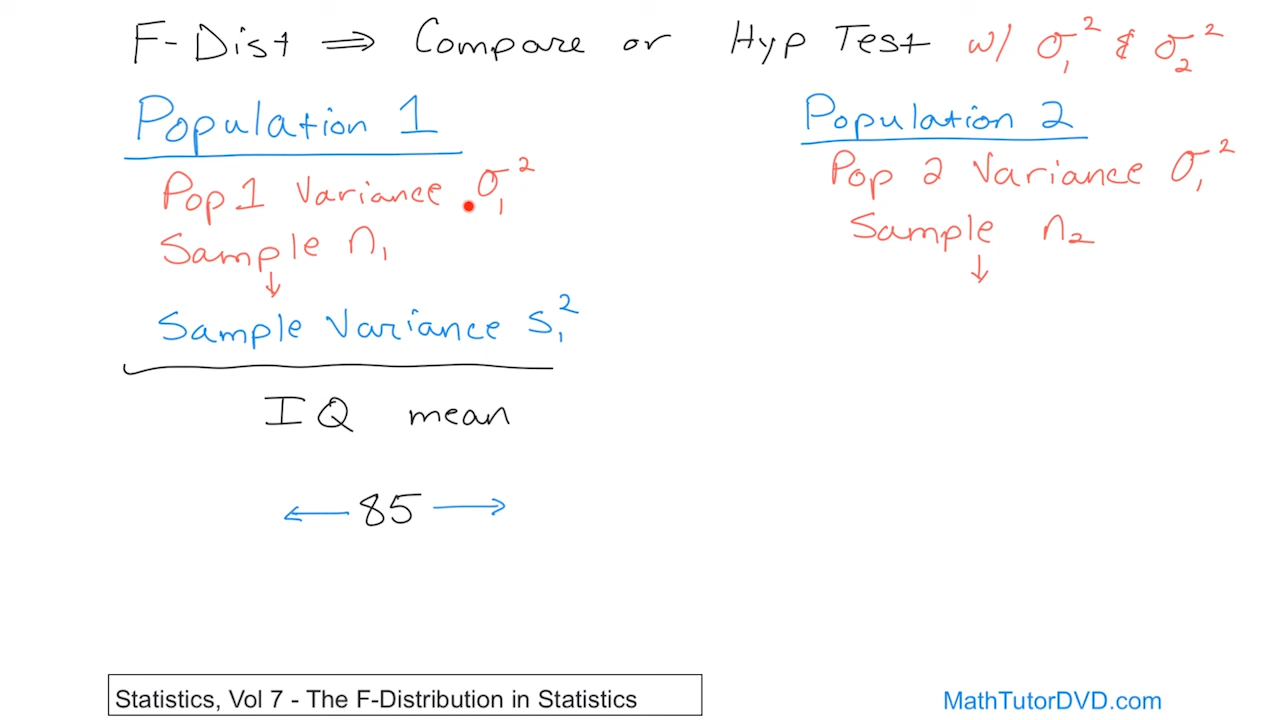 F-Dist ⇒ Compare or Hyp Test w/ σ₁² & σ₂²
Population 1
Pop 1 Variance σ₁²
Sample n₁
↓
Sample Variance s₁²
IQ mean
← 85 →
Population 2
Pop 2 Variance σ₁²
Sample n₂
↓
Statistics, Vol 7 - The F-Distribution in Statistics
MathTutorDVD.com